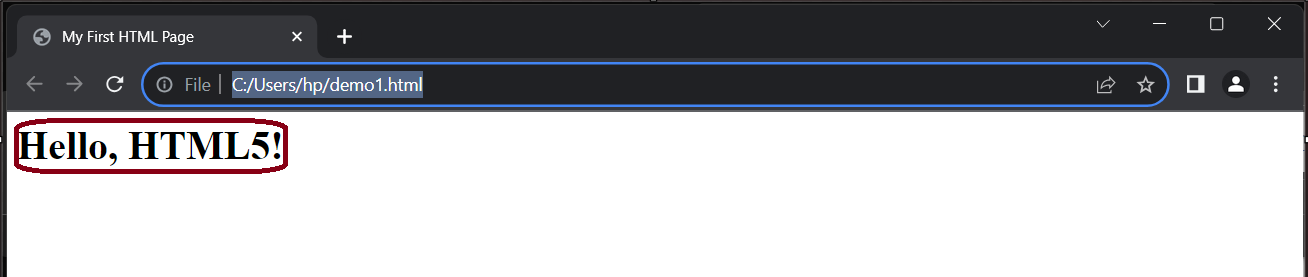 My First HTML Page
File C:/Users/hp/demo1.html
Hello, HTML5!